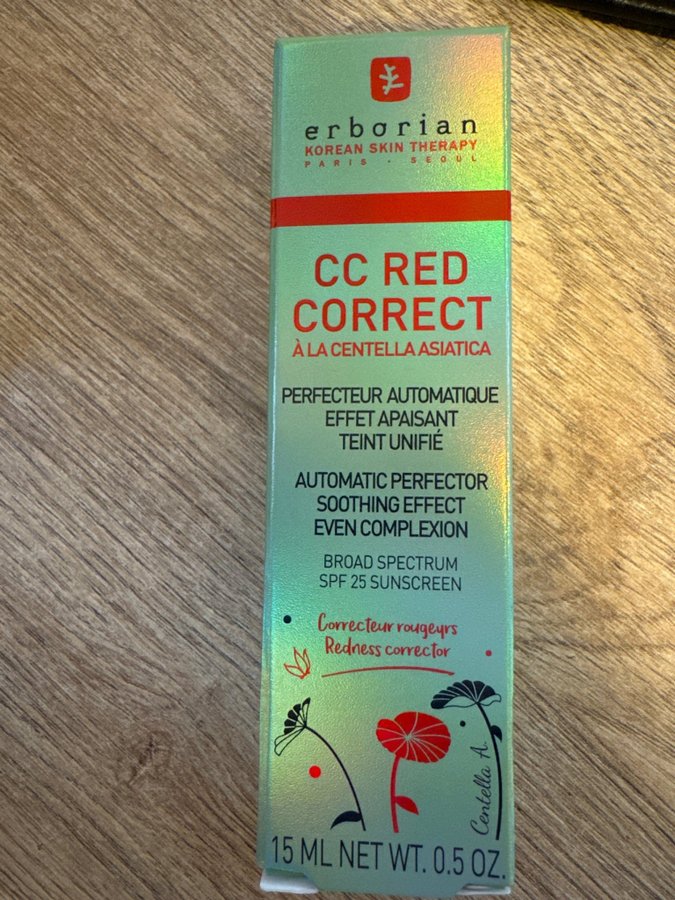 erborian
KOREAN SKIN THERAPY
PARIS · SEOUL
CC RED
CORRECT
À LA CENTELLA ASIATICA
PERFECTEUR AUTOMATIQUE
EFFET APAISANT
TEINT UNIFIÉ
AUTOMATIC PERFECTOR
SOOTHING EFFECT
EVEN COMPLEXION
BROAD SPECTRUM
SPF 25 SUNSCREEN
Correcteur rougeurs
Redness corrector
Centella A.
15 ML NET WT. 0.5 OZ.